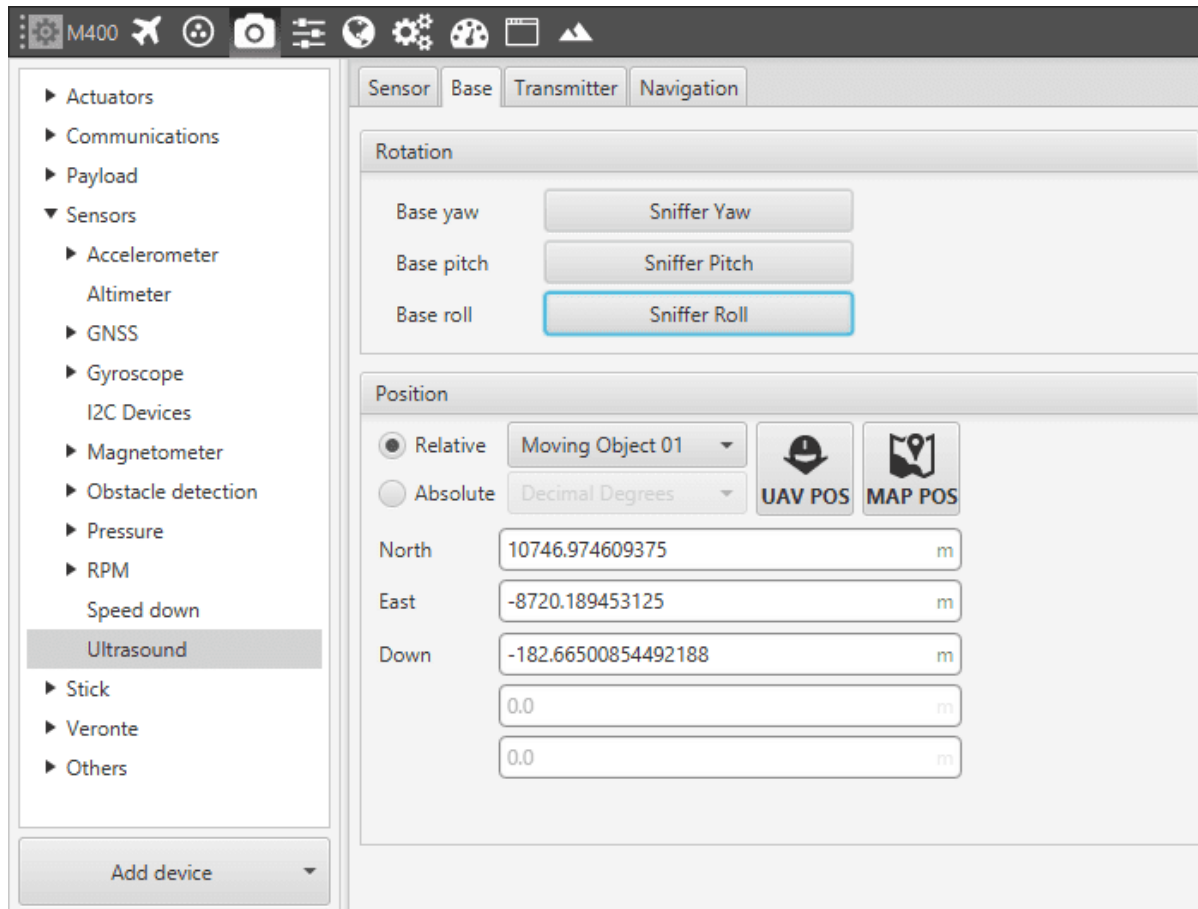 M400
Actuators
Communications
Payload
Sensors
Accelerometer
Altimeter
GNSS
Gyroscope
I2C Devices
Magnetometer
Obstacle detection
Pressure
RPM
Speed down
Ultrasound
Stick
Veronte
Others
Add device
Sensor Base Transmitter Navigation
Rotation
Base yaw Sniffer Yaw
Base pitch Sniffer Pitch
Base roll Sniffer Roll
Position
Relative Moving Object 01
Absolute Decimal Degrees
UAV POS MAP POS
North 10746.974609375 m
East -8720.189453125 m
Down -182.66500854492188 m
0.0 m
0.0 m